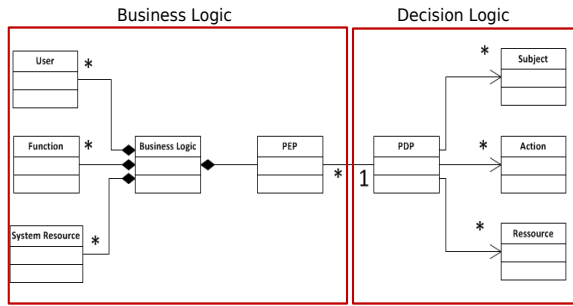 Business Logic
Decision Logic
User
*
Function
*
System Resource
*
Business Logic
PEP
*
1
PDP
*
Subject
*
Action
*
Ressource